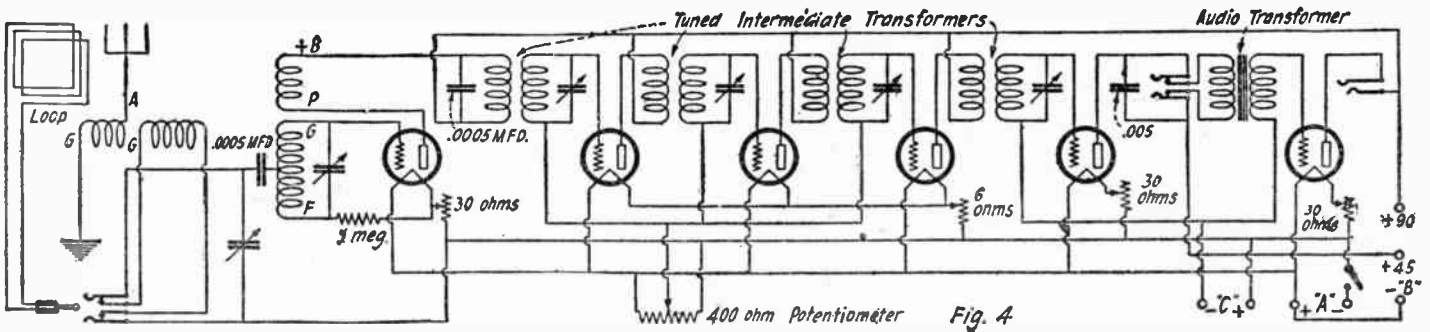 Tuned Intermediate Transformers
Audio Transformer
+B
P
A
Loop
G
G
.0005 MFD
G
F
.0005 MFD.
.005
30 ohms
1 meg.
6 ohms
30 ohms
30 ohms
+90
+45
-"B"
-"C"+
+"A"-
400 ohm Potentiometer
Fig. 4